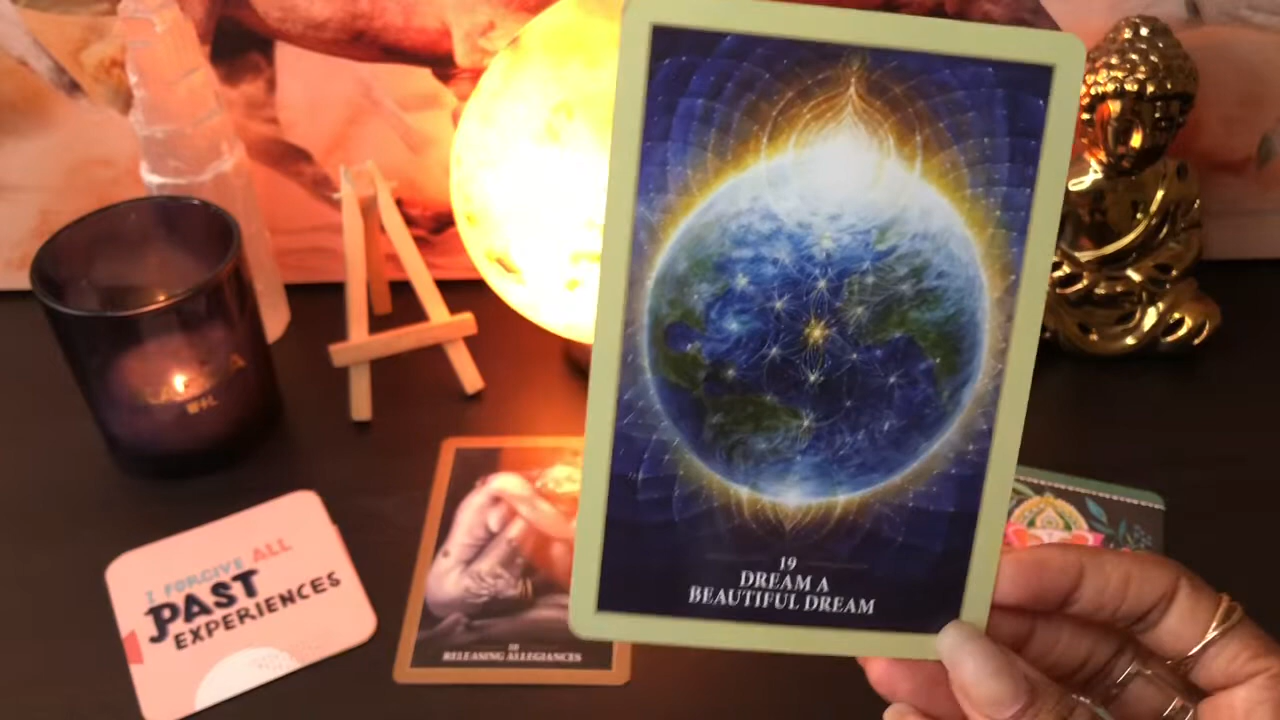 19
DREAM A
BEAUTIFUL DREAM
I FORGIVE ALL
PAST
EXPERIENCES
RELEASING ALLEGIANCES